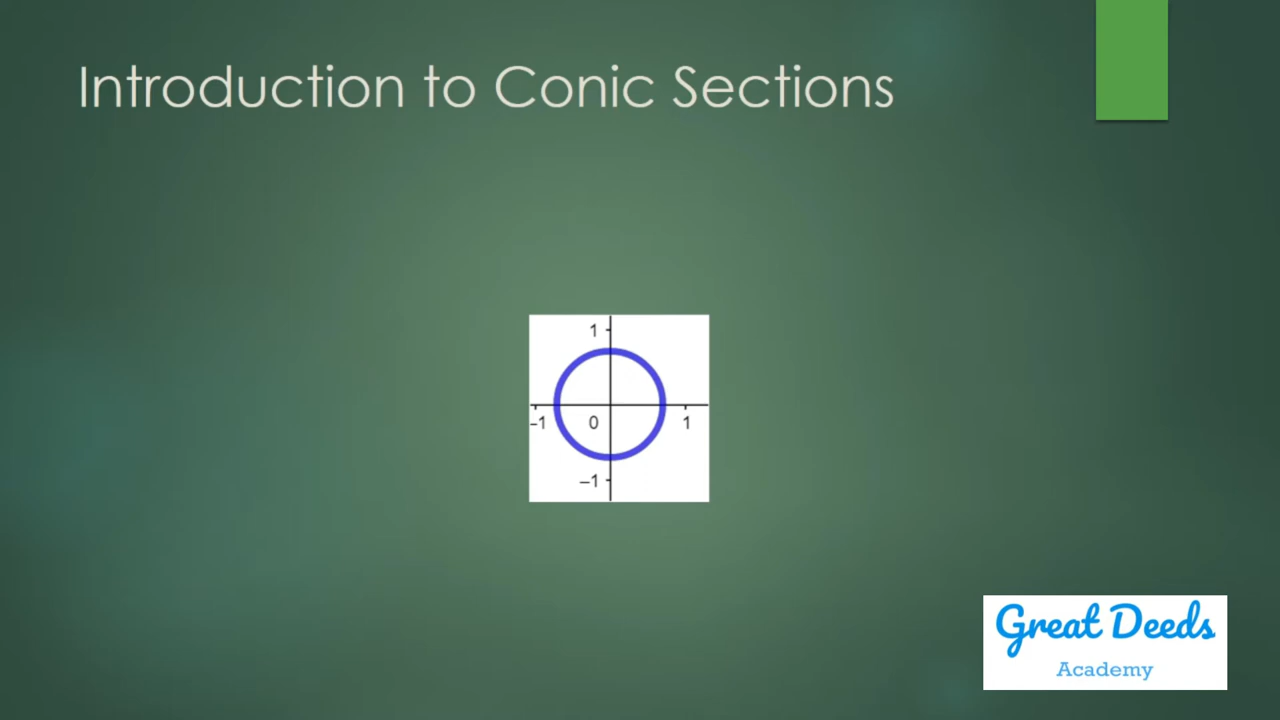 Introduction to Conic Sections
1
-1 0 1
–1
Great Deeds
Academy